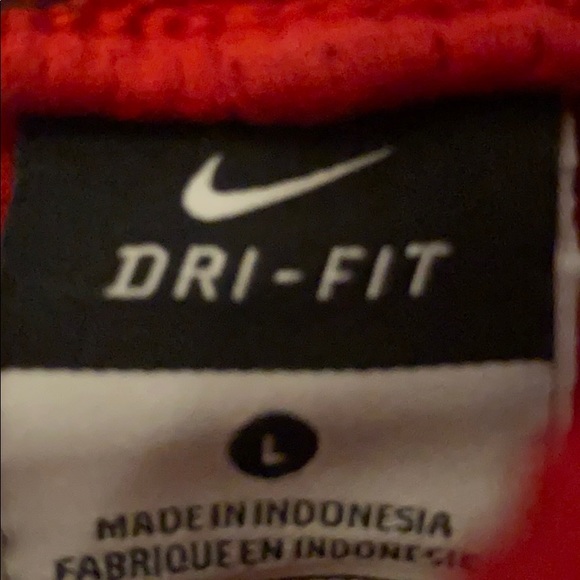 DRI-FIT
L
MADE IN INDONESIA
FABRIQUE EN INDONESIE